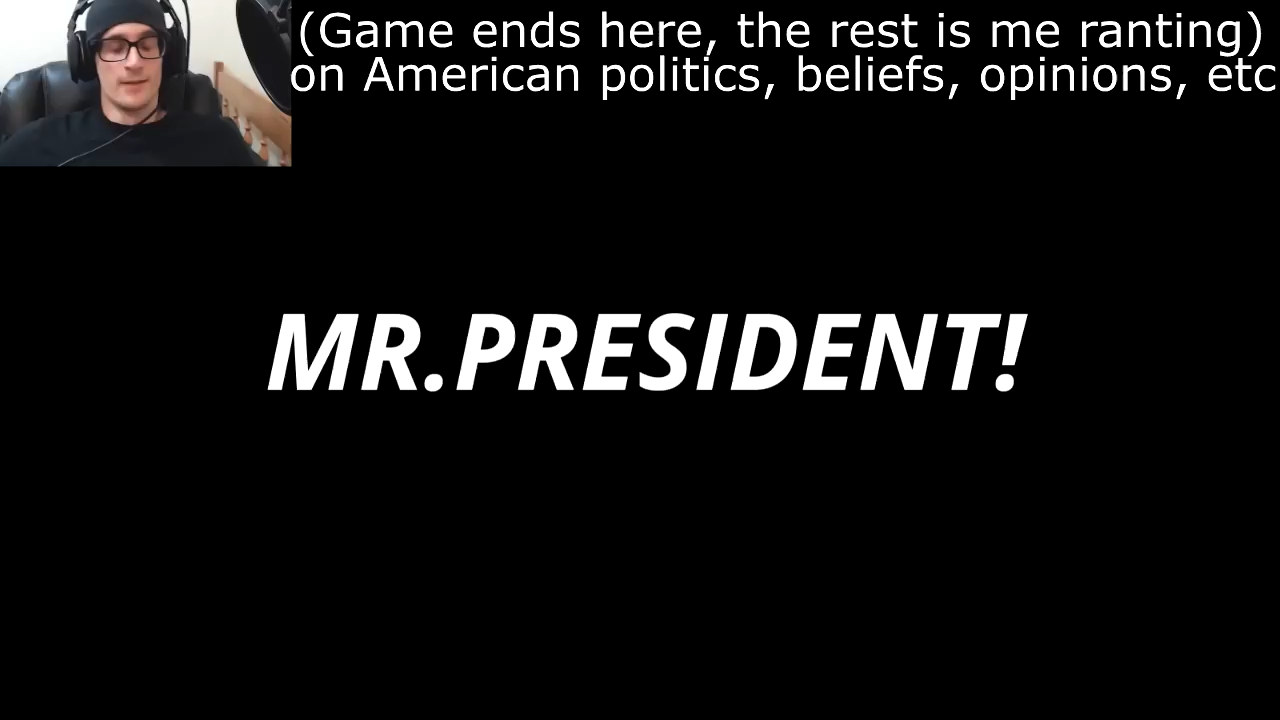 (Game ends here, the rest is me ranting)
on American politics, beliefs, opinions, etc
MR.PRESIDENT!